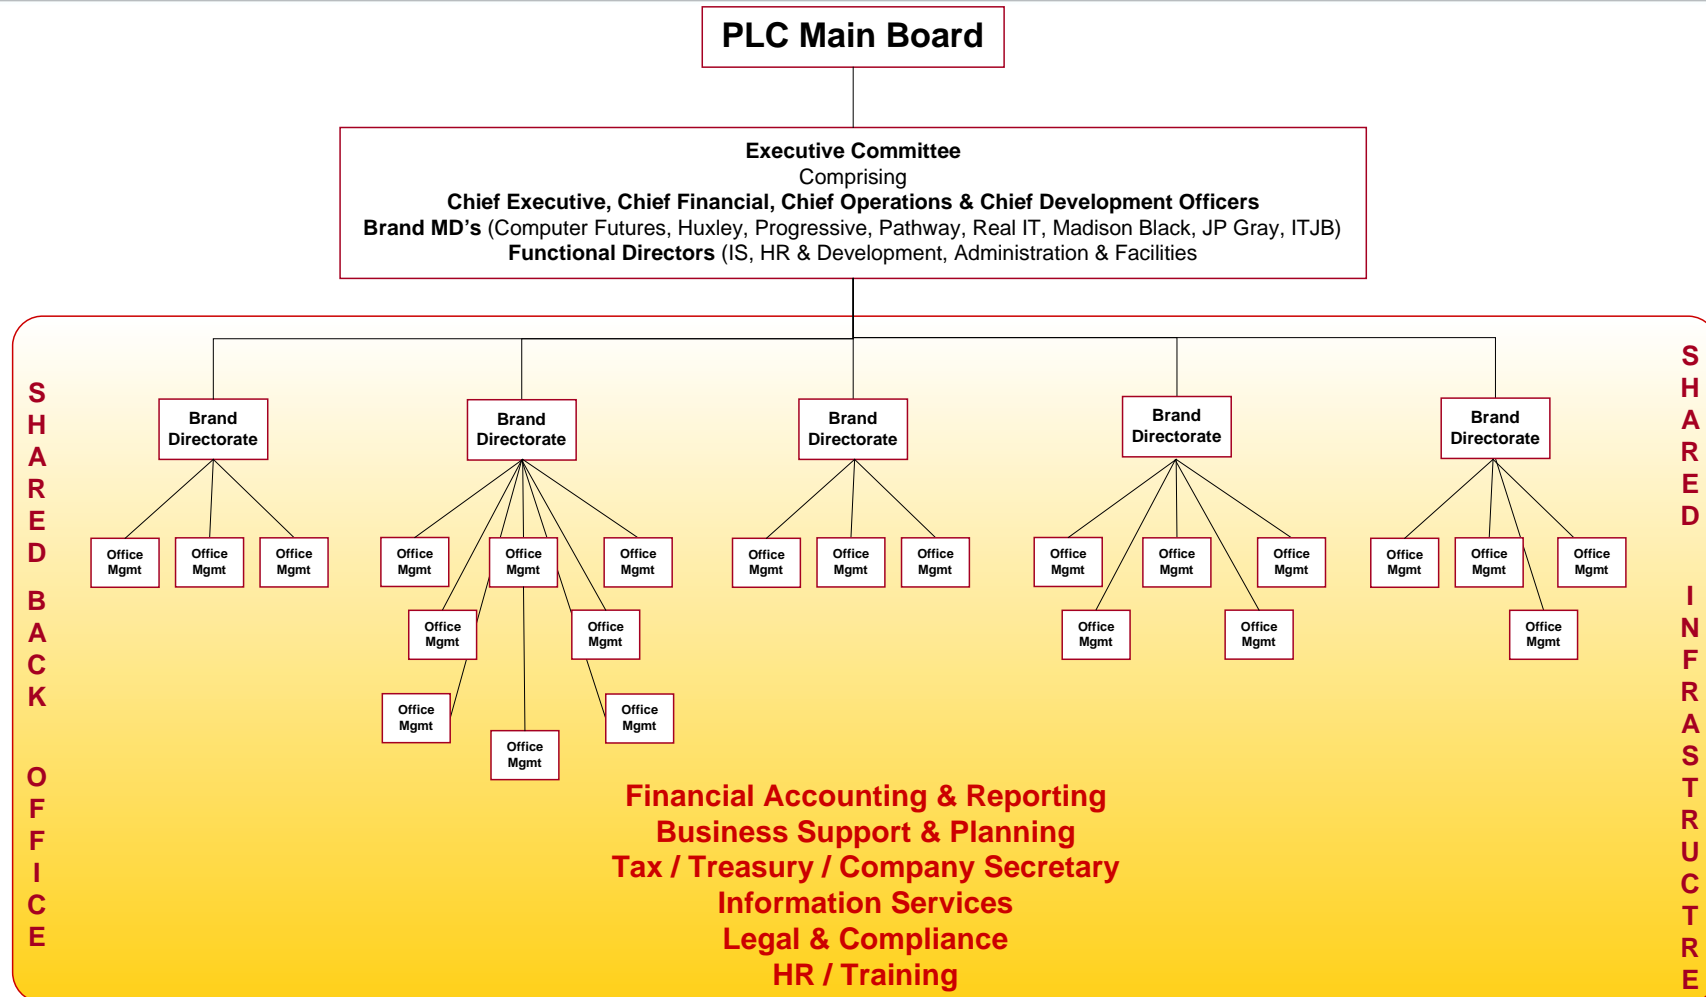 PLC Main Board
Executive Committee
Comprising
Chief Executive, Chief Financial, Chief Operations & Chief Development Officers
Brand MD's (Computer Futures, Huxley, Progressive, Pathway, Real IT, Madison Black, JP Gray, ITJB)
Functional Directors (IS, HR & Development, Administration & Facilities
SHARED BACK OFFICE
Brand
Directorate
Brand
Directorate
Brand
Directorate
Brand
Directorate
Brand
Directorate
Office
Mgmt
Office
Mgmt
Office
Mgmt
Office
Mgmt
Office
Mgmt
Office
Mgmt
Office
Mgmt
Office
Mgmt
Office
Mgmt
Office
Mgmt
Office
Mgmt
Office
Mgmt
Office
Mgmt
Office
Mgmt
Office
Mgmt
Office
Mgmt
Office
Mgmt
Office
Mgmt
Office
Mgmt
Office
Mgmt
Office
Mgmt
Office
Mgmt
Office
Mgmt
SHARED INFRASTRUCTRE
Financial Accounting & Reporting
Business Support & Planning
Tax / Treasury / Company Secretary
Information Services
Legal & Compliance
HR / Training